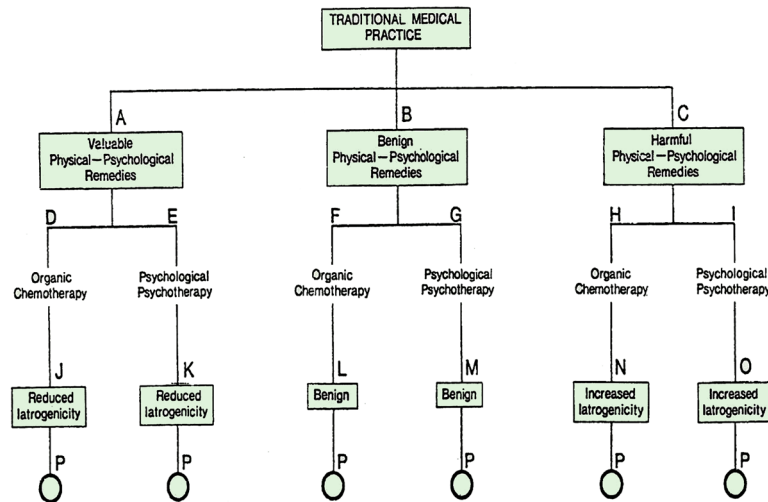 TRADITIONAL MEDICAL
PRACTICE
A
B
C
Valuable
Physical–Psychological
Remedies
Benign
Physical–Psychological
Remedies
Harmful
Physical–Psychological
Remedies
D
E
F
G
H
I
Organic
Chemotherapy
Psychological
Psychotherapy
Organic
Chemotherapy
Psychological
Psychotherapy
Organic
Chemotherapy
Psychological
Psychotherapy
J
K
L
M
N
O
Reduced
Iatrogenicity
Reduced
Iatrogenicity
Benign
Benign
Increased
Iatrogenicity
Increased
Iatrogenicity
P
P
P
P
P
P